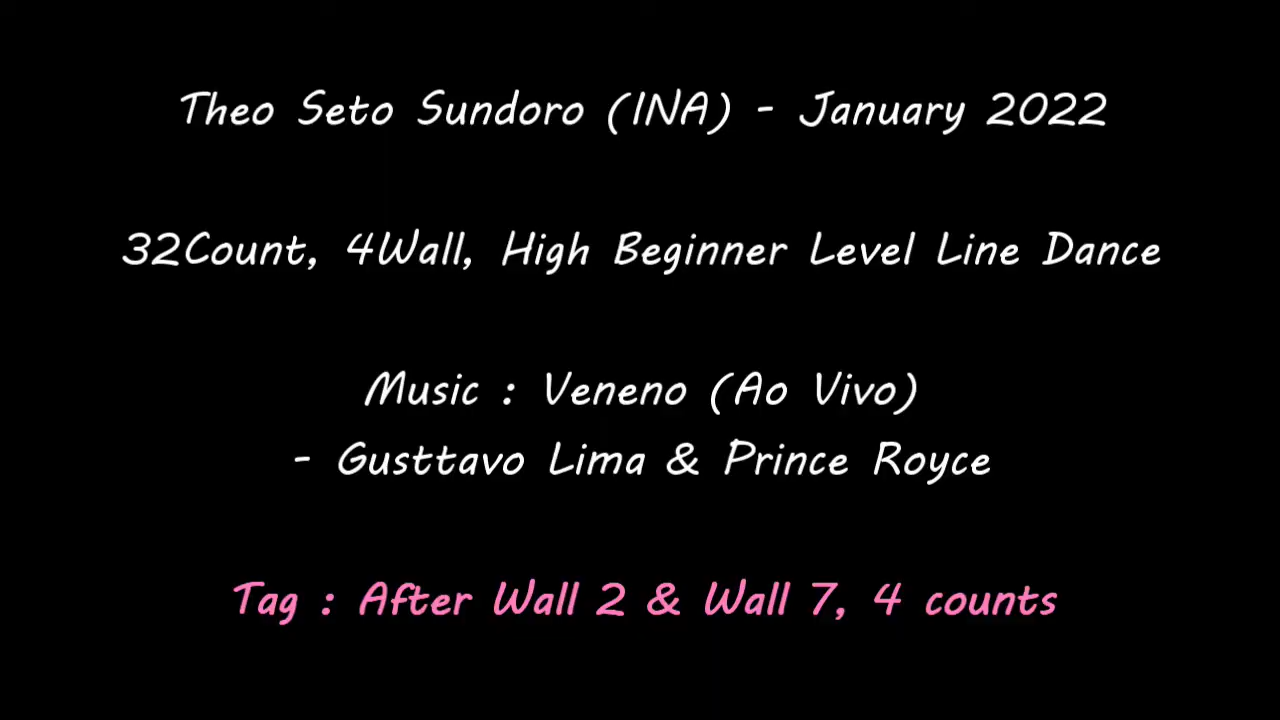 Theo Seto Sundoro (INA) - January 2022
32Count, 4Wall, High Beginner Level Line Dance
Music : Veneno (Ao Vivo)
- Gusttavo Lima & Prince Royce
Tag : After Wall 2 & Wall 7, 4 counts